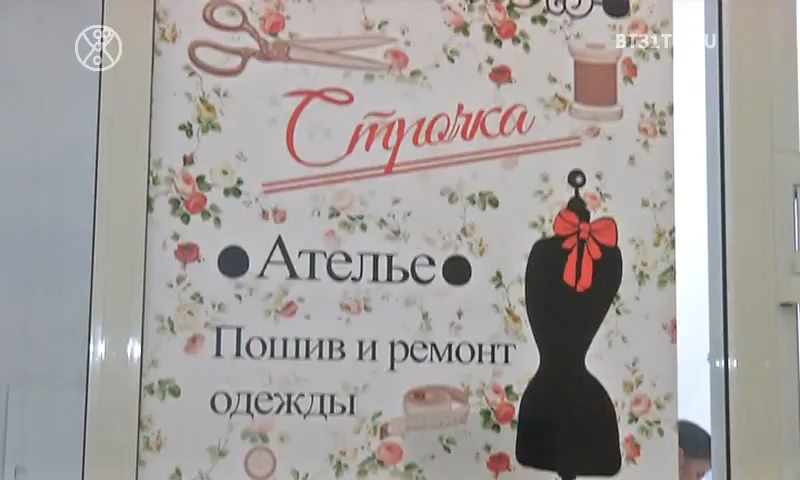 Строчка
●Ателье●
Пошив и ремонт
одежды